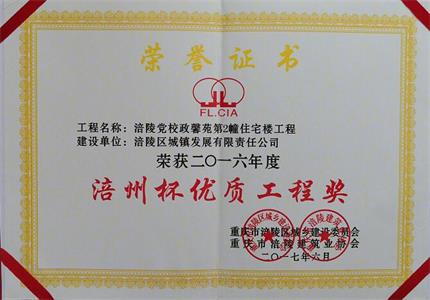 荣誉证书
FL.CIA
工程名称：涪陵党校政馨苑第2幢住宅楼工程
建设单位：涪陵区城镇发展有限责任公司
荣获二〇一六年度
涪州杯优质工程奖
重庆市涪陵区城乡建设委员会
重庆市涪陵建筑业协会
二〇一七年六月